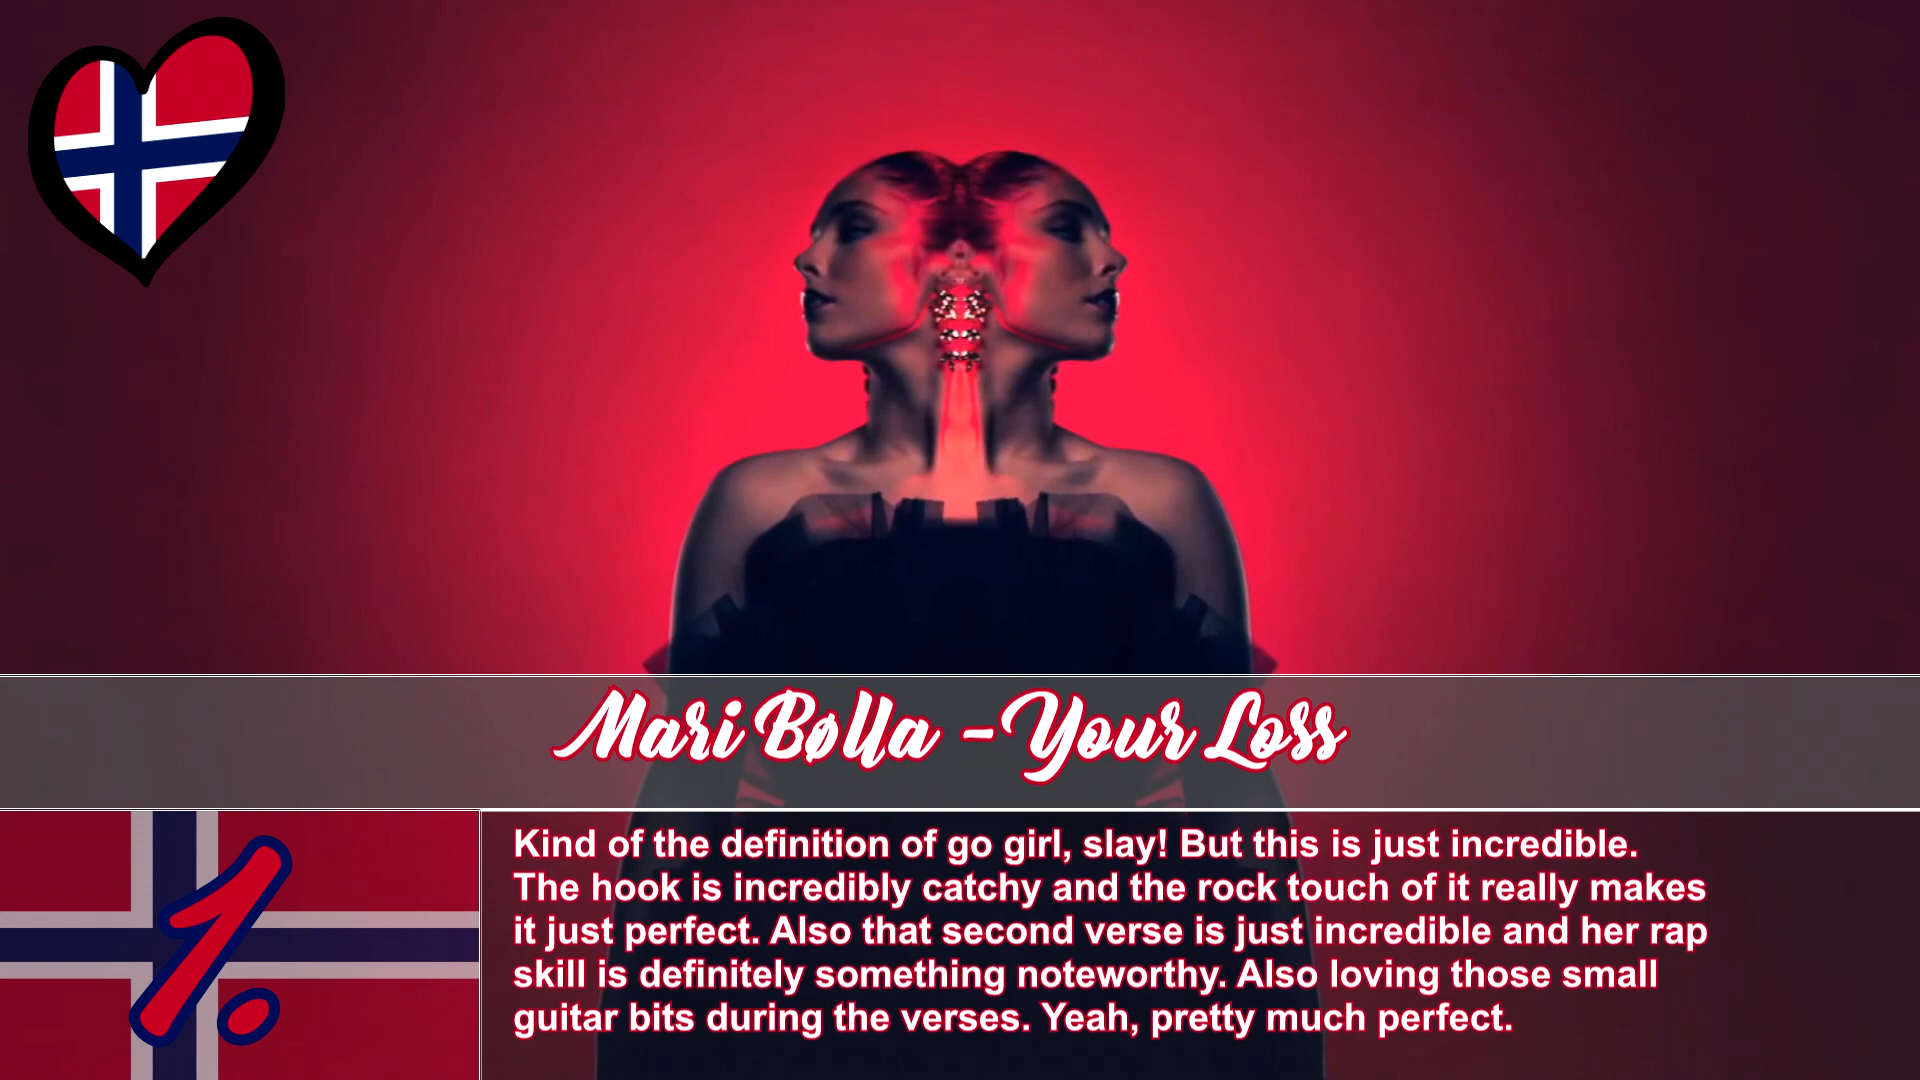 Mari Bølla - Your Loss
1.
Kind of the definition of go girl, slay! But this is just incredible.
The hook is incredibly catchy and the rock touch of it really makes
it just perfect. Also that second verse is just incredible and her rap
skill is definitely something noteworthy. Also loving those small
guitar bits during the verses. Yeah, pretty much perfect.